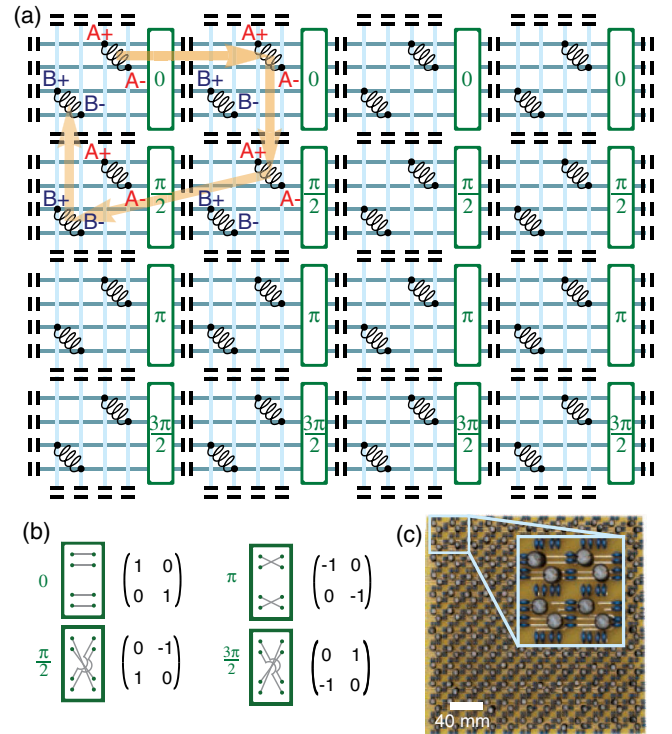 (a)
A+ A+
0 0 0 0
B+ A- B+ A-
B- B-
A+ A+
π/2 π/2 π/2 π/2
B+ A- B+ A-
B- B-
π π π π
3π/2 3π/2 3π/2 3π/2
(b) (c)
0 ( 1 0 π ( -1 0
0 1 ) 0 -1 )
π/2 ( 0 -1 3π/2 ( 0 1
1 0 ) -1 0 )
40 mm